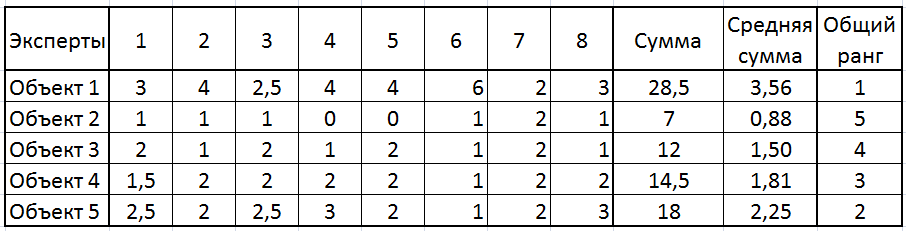 Эксперты 1 2 3 4 5 6 7 8 Сумма Средняя сумма Общий ранг
Объект 1 3 4 2,5 4 4 6 2 3 28,5 3,56 1
Объект 2 1 1 1 0 0 1 2 1 7 0,88 5
Объект 3 2 1 2 1 2 1 2 1 12 1,50 4
Объект 4 1,5 2 2 2 2 1 2 2 14,5 1,81 3
Объект 5 2,5 2 2,5 3 2 1 2 3 18 2,25 2